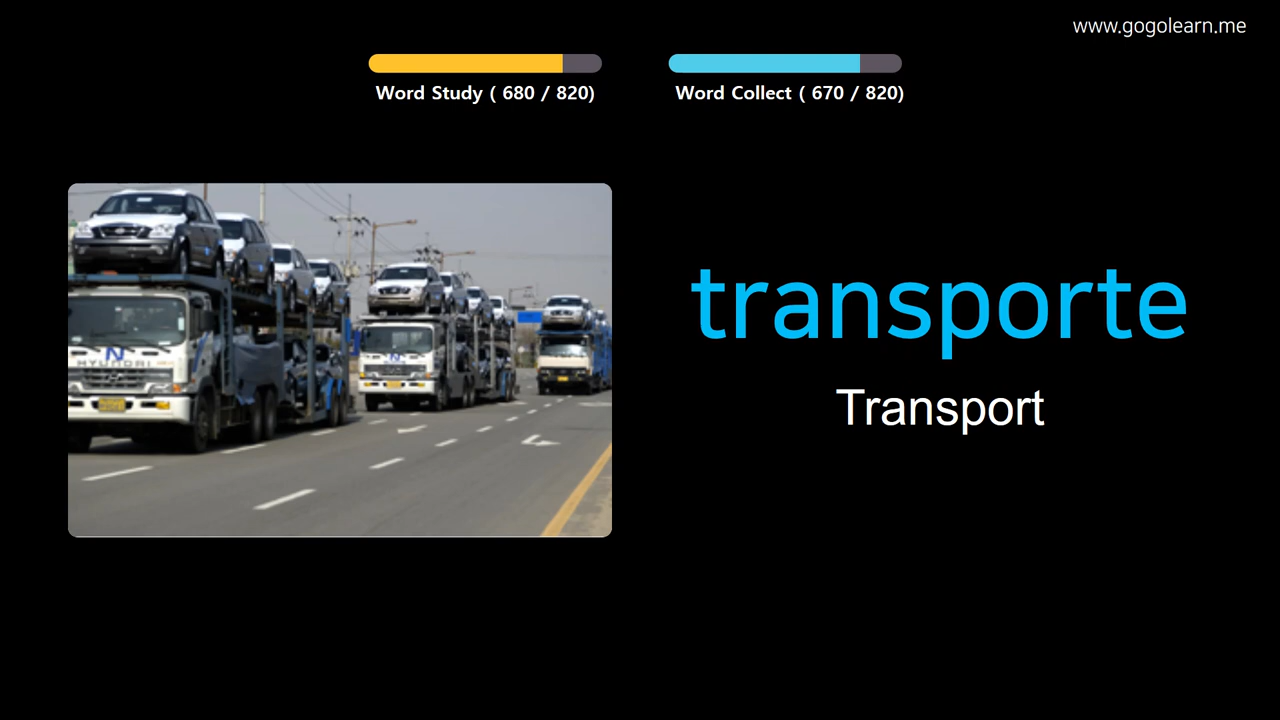 www.gogolearn.me
Word Study ( 680 / 820)
Word Collect ( 670 / 820)
HYUNDAI
N
N
transporte
Transport